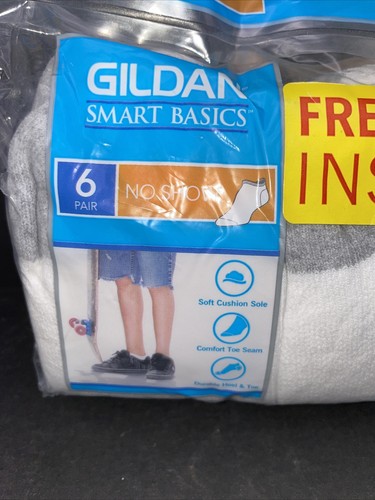 GILDAN
SMART BASICS
6
PAIR
NO SHOW
FRE
INS
Soft Cushion Sole
Comfort Toe Seam
Durable Heel & Toe